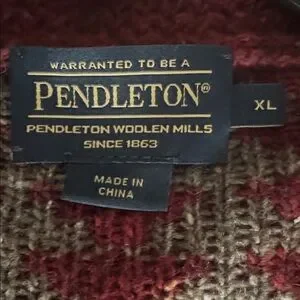 WARRANTED TO BE A
PENDLETON®
XL
PENDLETON WOOLEN MILLS
SINCE 1863
MADE IN
CHINA